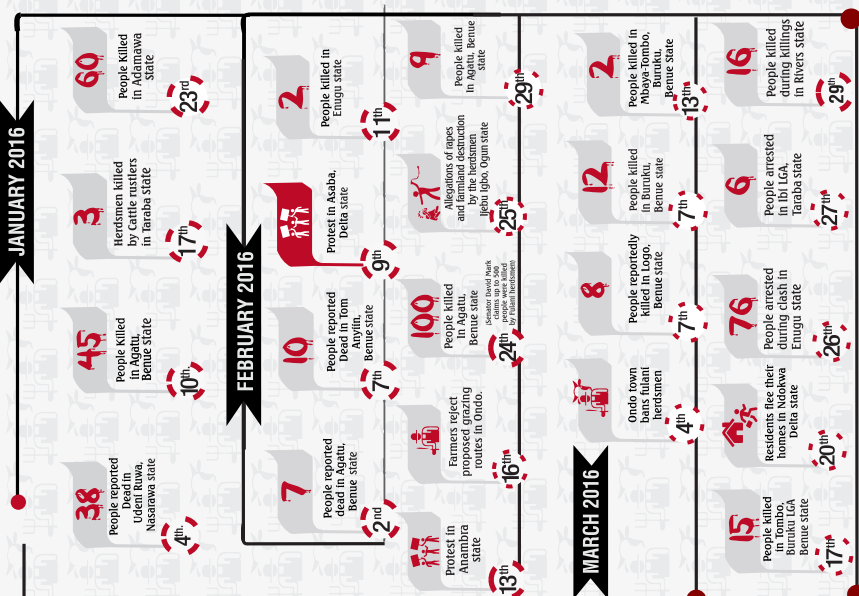 JANUARY 2016
38
People reported
Dead in
Udeni Ruwa,
Nasarawa state
4th.
45
People killed
in Agatu,
Benue state
10th.
3
Herdsmen killed
by Cattle rustlers
in Taraba state
17th
60
People Killed
in Adamawa
state
23rd
FEBRUARY 2016
7
People reported
dead in Agatu,
Benue state
2nd
10
People reported
Dead in Tom
Anylin,
Benue state
7th
Protest in Asaba,
Delta state
9th
2
People killed in
Enugu state
11th
Protest in
Anambra
state
13th
Farmers reject
proposed grazing
routes in Ondo.
16th
100
People killed
In Agatu,
Benue state
(Senator David Mark
claims up to 500
people were killed
by Fulani herdsmen)
24th
Allegations of rapes
and farmland destruction
by the herdsmen
Ijebu Igbo, Ogun state
25th
9
People killed
In Agatu, Benue
state
29th
MARCH 2016
Ondo town
bans fulani
herdsmen
4th
8
People reportedly
killed in Logo,
Benue state
7th
12
People killed
in Buruku,
Benue state
7th
2
People killed in
Mbaya-Tombo,
Buruku,
Benue state
13th
15
People killed
in Tombo,
Buruku LGA
Benue state
17th
Residents flee their
homes in Ndokwa
Delta state
20th
76
People arrested
during clash in
Enugu state
26th
6
People arrested
in Ibi LGA,
Taraba state
27th
16
People killed
during killings
in Rivers state
29th